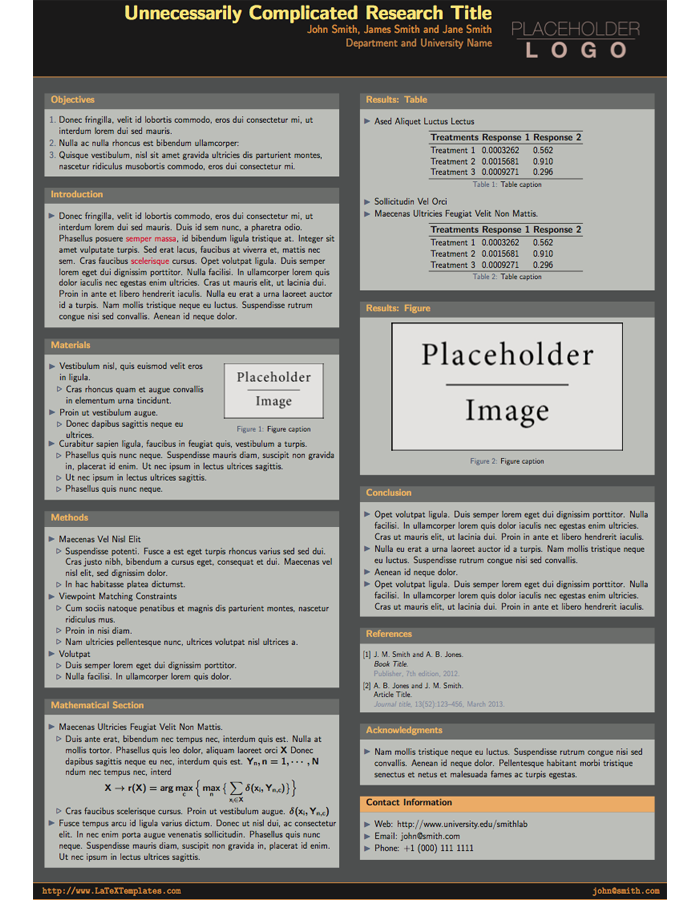 Unnecessarily Complicated Research Title
John Smith, James Smith and Jane Smith
Department and University Name
PLACEHOLDER
LOGO
Objectives
1. Donec fringilla, velit id lobortis commodo, eros dui consectetur mi, ut
interdum lorem dui sed mauris.
2. Nulla ac nulla rhoncus est bibendum ullamcorper:
3. Quisque vestibulum, nisl sit amet gravida ultricies dis parturient montes,
nascetur ridiculus musobortis commodo, eros dui consectetur mi.
Introduction
▶ Donec fringilla, velit id lobortis commodo, eros dui consectetur mi, ut
interdum lorem dui sed mauris. Duis id sem nunc, a pharetra odio.
Phasellus posuere semper massa, id bibendum ligula tristique at. Integer sit
amet vulputate turpis. Sed erat lacus, faucibus at viverra et, mattis nec
sem. Cras faucibus scelerisque cursus. Opet volutpat ligula. Duis semper
lorem eget dui dignissim porttitor. Nulla facilisi. In ullamcorper lorem quis
dolor iaculis nec egestas enim ultricies. Cras ut mauris elit, ut lacinia dui.
Proin in ante et libero hendrerit iaculis. Nulla eu erat a urna laoreet auctor
id a turpis. Nam mollis tristique neque eu luctus. Suspendisse rutrum
congue nisi sed convallis. Aenean id neque dolor.
Materials
▶ Vestibulum nisl, quis euismod velit eros
in ligula.
▷ Cras rhoncus quam et augue convallis
in elementum urna tincidunt.
▶ Proin ut vestibulum augue.
▷ Donec dapibus sagittis neque eu
ultrices.
Placeholder
Image
Figure 1: Figure caption
▶ Curabitur sapien ligula, faucibus in feugiat quis, vestibulum a turpis.
▷ Phasellus quis nunc neque. Suspendisse mauris diam, suscipit non gravida
in, placerat id enim. Ut nec ipsum in lectus ultrices sagittis.
▷ Ut nec ipsum in lectus ultrices sagittis.
▷ Phasellus quis nunc neque.
Methods
▶ Maecenas Vel Nisl Elit
▷ Suspendisse potenti. Fusce a est eget turpis rhoncus varius sed sed dui.
Cras justo nibh, bibendum a cursus eget, consequat et dui. Maecenas vel
nisl elit, sed dignissim dolor.
▷ In hac habitasse platea dictumst.
▶ Viewpoint Matching Constraints
▷ Cum sociis natoque penatibus et magnis dis parturient montes, nascetur
ridiculus mus.
▷ Proin in nisi diam.
▷ Nam ultricies pellentesque nunc, ultrices volutpat nisl ultrices a.
▶ Volutpat
▷ Duis semper lorem eget dui dignissim porttitor.
▷ Nulla facilisi. In ullamcorper lorem quis dolor.
Mathematical Section
▶ Maecenas Ultricies Feugiat Velit Non Mattis.
▷ Duis ante erat, bibendum nec tempus nec, interdum quis est. Nulla at
mollis tortor. Phasellus quis leo dolor, aliquam laoreet orci X Donec
dapibus sagittis neque eu nec, interdum quis est. Yn, n = 1, · · · , N
ndum nec tempus nec, interd
X → r(X) = arg max c { max n { ∑ xi∈X δ(xi, Yn,c)} }
▷ Cras faucibus scelerisque cursus. Proin ut vestibulum augue. δ(xi, Yn,c)
▶ Fusce tempus arcu id ligula varius dictum. Donec ut nisl dui, ac consectetur
elit. In nec enim porta augue venenatis sollicitudin. Phasellus quis nunc
neque. Suspendisse mauris diam, suscipit non gravida in, placerat id enim.
Ut nec ipsum in lectus ultrices sagittis.
Results: Table
▶ Ased Aliquet Luctus Lectus
Treatments Response 1 Response 2
Treatment 1 0.0003262 0.562
Treatment 2 0.0015681 0.910
Treatment 3 0.0009271 0.296
Table 1: Table caption
▶ Sollicitudin Vel Orci
▶ Maecenas Ultricies Feugiat Velit Non Mattis.
Treatments Response 1 Response 2
Treatment 1 0.0003262 0.562
Treatment 2 0.0015681 0.910
Treatment 3 0.0009271 0.296
Table 2: Table caption
Results: Figure
Placeholder
Image
Figure 2: Figure caption
Conclusion
▶ Opet volutpat ligula. Duis semper lorem eget dui dignissim porttitor. Nulla
facilisi. In ullamcorper lorem quis dolor iaculis nec egestas enim ultricies.
Cras ut mauris elit, ut lacinia dui. Proin in ante et libero hendrerit iaculis.
▶ Nulla eu erat a urna laoreet auctor id a turpis. Nam mollis tristique neque
eu luctus. Suspendisse rutrum congue nisi sed convallis.
▶ Aenean id neque dolor.
▶ Opet volutpat ligula. Duis semper lorem eget dui dignissim porttitor. Nulla
facilisi. In ullamcorper lorem quis dolor iaculis nec egestas enim ultricies.
Cras ut mauris elit, ut lacinia dui. Proin in ante et libero hendrerit iaculis.
References
[1] J. M. Smith and A. B. Jones.
Book Title.
Publisher, 7th edition, 2012.
[2] A. B. Jones and J. M. Smith.
Article Title.
Journal title, 13(52):123–456, March 2013.
Acknowledgments
▶ Nam mollis tristique neque eu luctus. Suspendisse rutrum congue nisi sed
convallis. Aenean id neque dolor. Pellentesque habitant morbi tristique
senectus et netus et malesuada fames ac turpis egestas.
Contact Information
▶ Web: http://www.university.edu/smithlab
▶ Email: john@smith.com
▶ Phone: +1 (000) 111 1111
http://www.LaTeXTemplates.com
john@smith.com